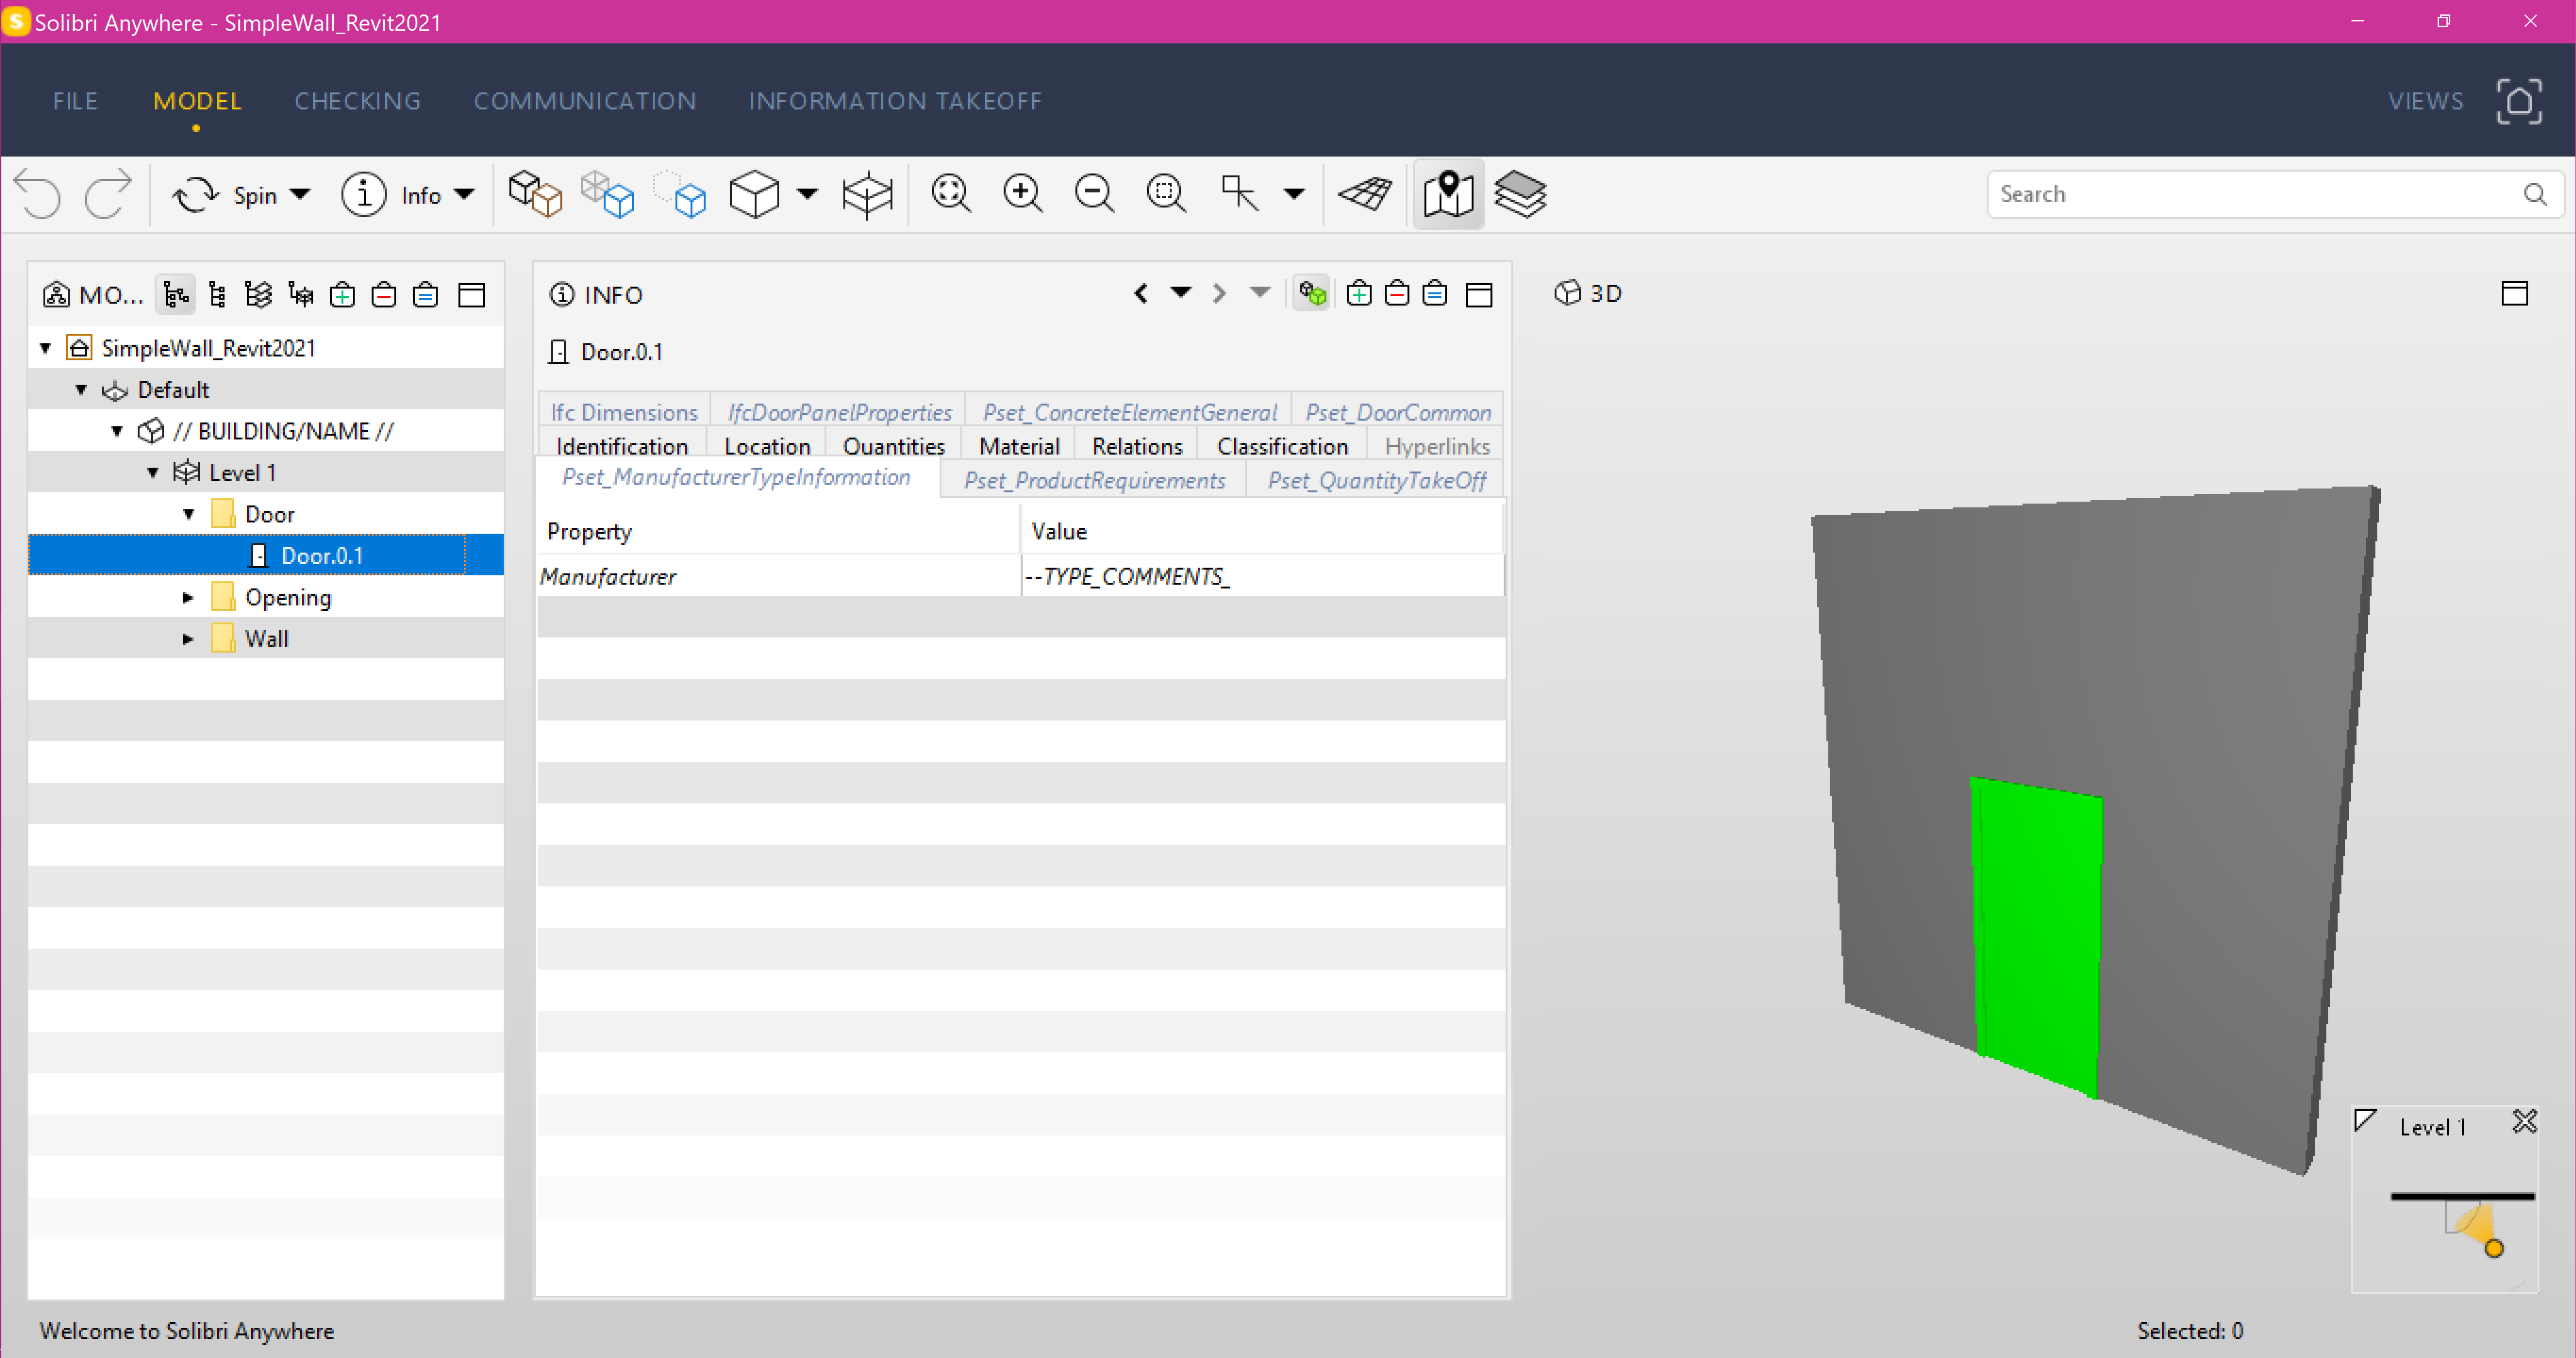 Solibri Anywhere - SimpleWall_Revit2021
FILE MODEL CHECKING COMMUNICATION INFORMATION TAKEOFF VIEWS
Spin Info Search
MO...
SimpleWall_Revit2021
Default
// BUILDING/NAME //
Level 1
Door
Door.0.1
Opening
Wall
INFO
Door.0.1
Ifc Dimensions IfcDoorPanelProperties Pset_ConcreteElementGeneral Pset_DoorCommon
Identification Location Quantities Material Relations Classification Hyperlinks
Pset_ManufacturerTypeInformation Pset_ProductRequirements Pset_QuantityTakeOff
Property Value
Manufacturer --TYPE_COMMENTS_
3D
Level 1
Welcome to Solibri Anywhere
Selected: 0